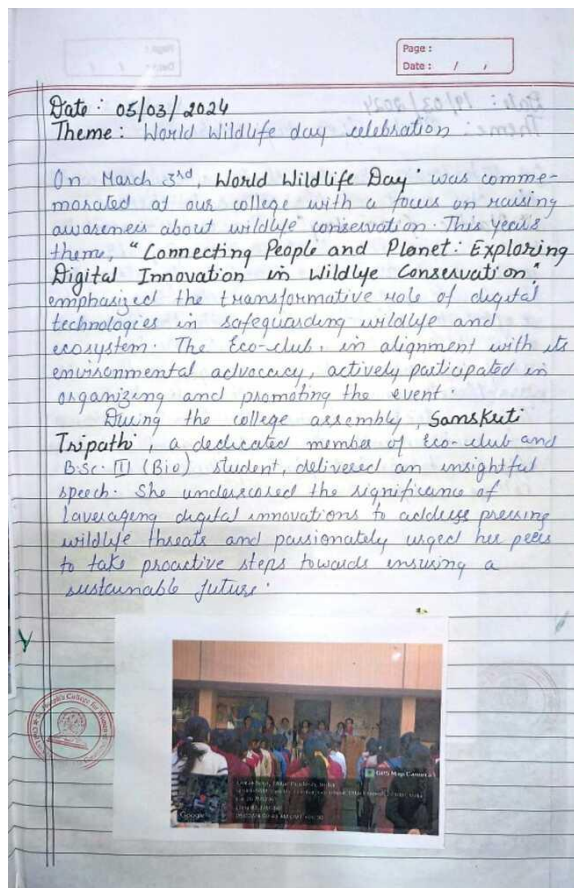 Page :
Date : / /
Date : 05/03/2024
Theme : World Wildlife day celebration
On March 3rd, World Wildlife Day' was comme-
morated at our college with a focus on raising
awareness about wildlife conservation. This years
them, "Connecting People and Planet: Exploring
Digital Innovation in Wildlife Conservation"
emphasized the transformative role of digital
technologies in safeguarding wildlife and
ecosystem. The Eco-club, in alignment with its
environmental advocacy, actively participated in
organizing and promoting the event.
During the college assembly, Sanskriti
Tripathi, a dedicated member of Eco-club and
B.Sc. II (Bio) student, delivered an insightful
speech. She underscored the significance of
laveraging digital innovations to address pressing
wildlife threats and passionately urged her peers
to take proactive steps towards ensuring a
sustainable future.
GPS Map Camera
Google